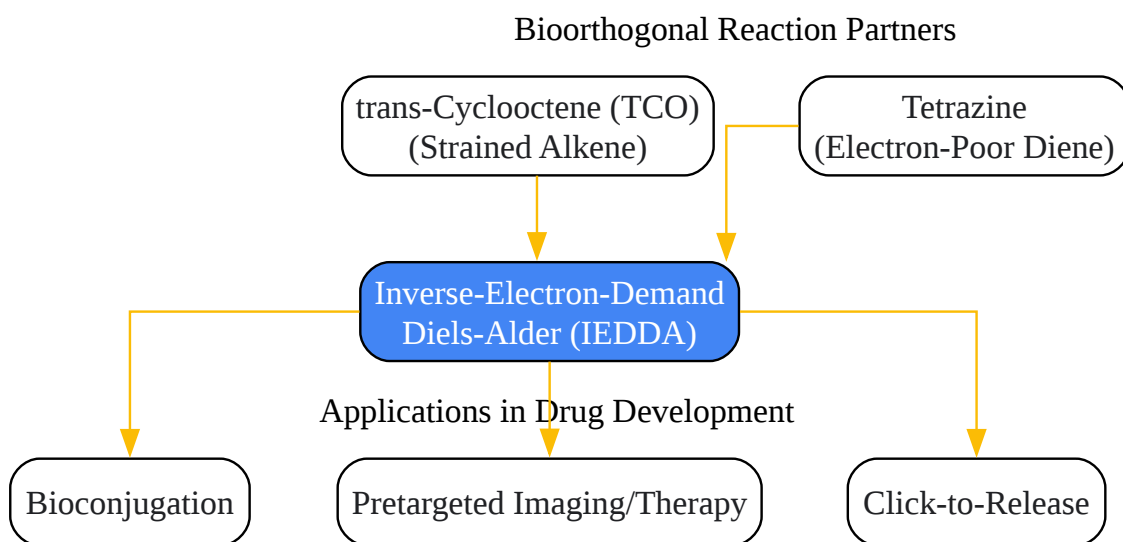 Bioorthogonal Reaction Partners
trans-Cyclooctene (TCO)
(Strained Alkene)
Tetrazine
(Electron-Poor Diene)
Inverse-Electron-Demand
Diels-Alder (IEDDA)
Applications in Drug Development
Bioconjugation
Pretargeted Imaging/Therapy
Click-to-Release